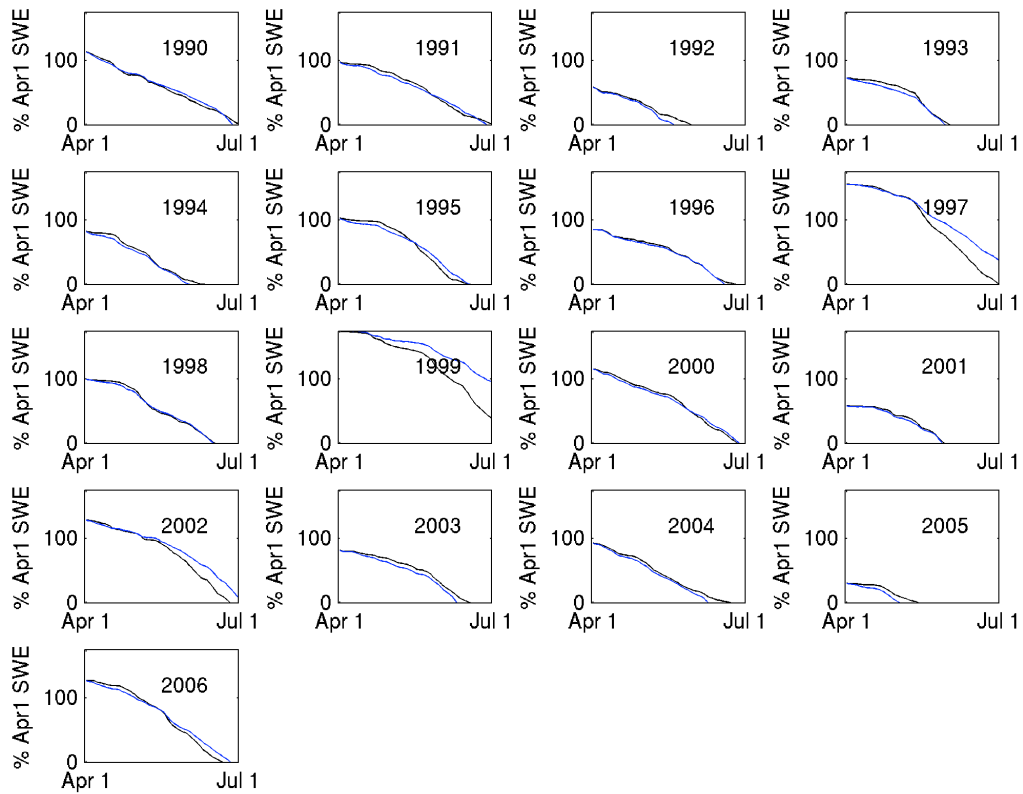 % Apr1 SWE 100 0 Apr 1 Jul 1 1990
% Apr1 SWE 100 0 Apr 1 Jul 1 1991
% Apr1 SWE 100 0 Apr 1 Jul 1 1992
% Apr1 SWE 100 0 Apr 1 Jul 1 1993
% Apr1 SWE 100 0 Apr 1 Jul 1 1994
% Apr1 SWE 100 0 Apr 1 Jul 1 1995
% Apr1 SWE 100 0 Apr 1 Jul 1 1996
% Apr1 SWE 100 0 Apr 1 Jul 1 1997
% Apr1 SWE 100 0 Apr 1 Jul 1 1998
% Apr1 SWE 100 0 Apr 1 Jul 1 1999
% Apr1 SWE 100 0 Apr 1 Jul 1 2000
% Apr1 SWE 100 0 Apr 1 Jul 1 2001
% Apr1 SWE 100 0 Apr 1 Jul 1 2002
% Apr1 SWE 100 0 Apr 1 Jul 1 2003
% Apr1 SWE 100 0 Apr 1 Jul 1 2004
% Apr1 SWE 100 0 Apr 1 Jul 1 2005
% Apr1 SWE 100 0 Apr 1 Jul 1 2006